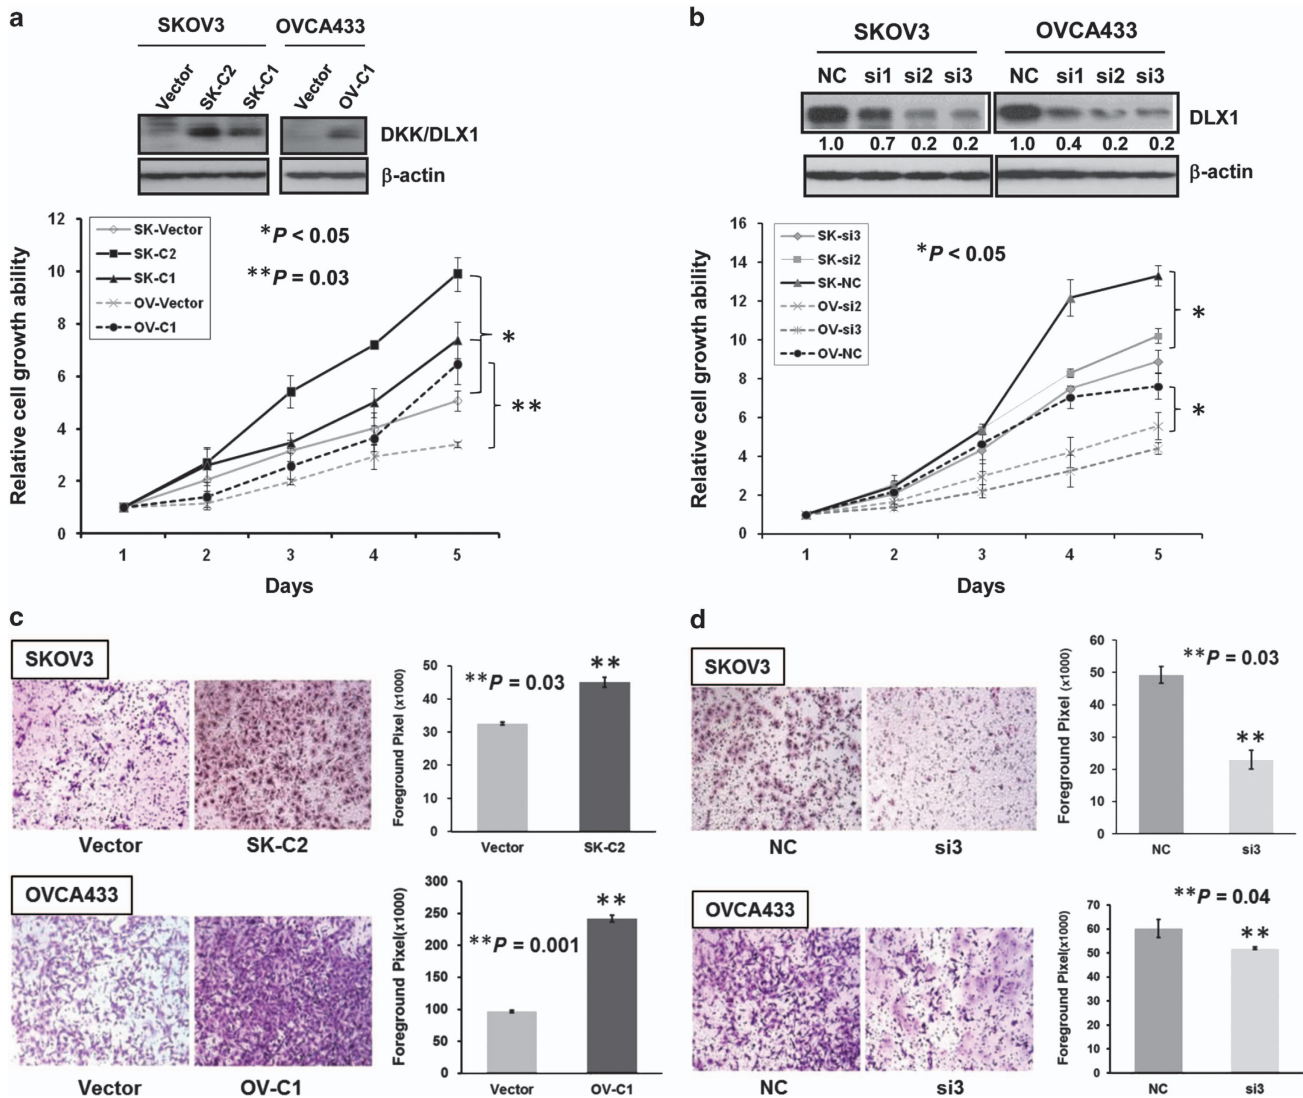 a
SKOV3 OVCA433
Vector SK-C2 SK-C1 Vector OV-C1
DKK/DLX1
β-actin
12
10
8
6
4
2
0
Relative cell growth ability
SK-Vector
SK-C2
SK-C1
OV-Vector
OV-C1
*P < 0.05
**P = 0.03
*
**
1 2 3 4 5
Days
b
SKOV3 OVCA433
NC si1 si2 si3 NC si1 si2 si3
DLX1
1.0 0.7 0.2 0.2 1.0 0.4 0.2 0.2
β-actin
16
14
12
10
8
6
4
2
0
Relative cell growth ability
SK-si3
SK-si2
SK-NC
OV-si2
OV-si3
OV-NC
*P < 0.05
*
*
1 2 3 4 5
Days
c
SKOV3
Vector SK-C2
Foreground Pixel (x1000)
50
40
30
20
10
0
**P = 0.03
**
Vector SK-C2
OVCA433
Vector OV-C1
Foreground Pixel(x1000)
300
250
200
150
100
50
0
**P = 0.001
**
Vector OV-C1
d
SKOV3
NC si3
Foreground Pixel (x1000)
60
50
40
30
20
10
0
**P = 0.03
**
NC si3
OVCA433
NC si3
Foreground Pixel(x1000)
70
60
50
40
30
20
10
0
**P = 0.04
**
NC si3